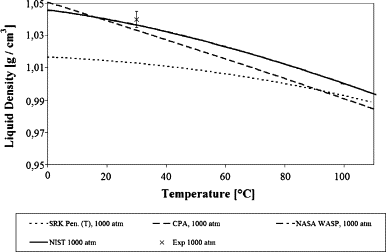 1,05
1,03
1,01
0,99
0,97
0,95
Liquid Density [g / cm³]
0 20 40 60 80 100
Temperature [°C]
SRK Pen. (T), 1000 atm CPA, 1000 atm NASA WASP, 1000 atm
NIST 1000 atm Exp 1000 atm